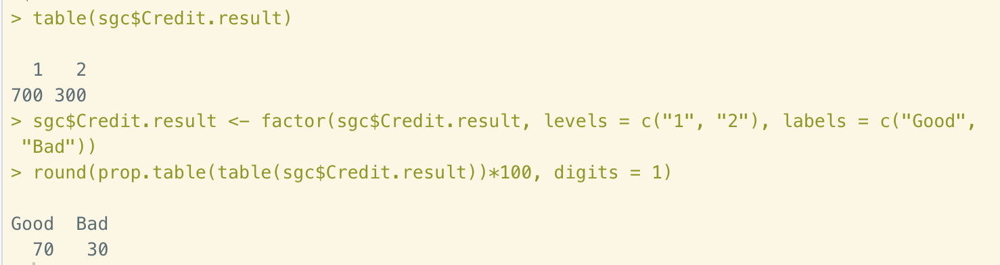 > table(sgc$Credit.result)
1 2
700 300
> sgc$Credit.result <- factor(sgc$Credit.result, levels = c("1", "2"), labels = c("Good",
"Bad"))
> round(prop.table(table(sgc$Credit.result))*100, digits = 1)
Good Bad
70 30